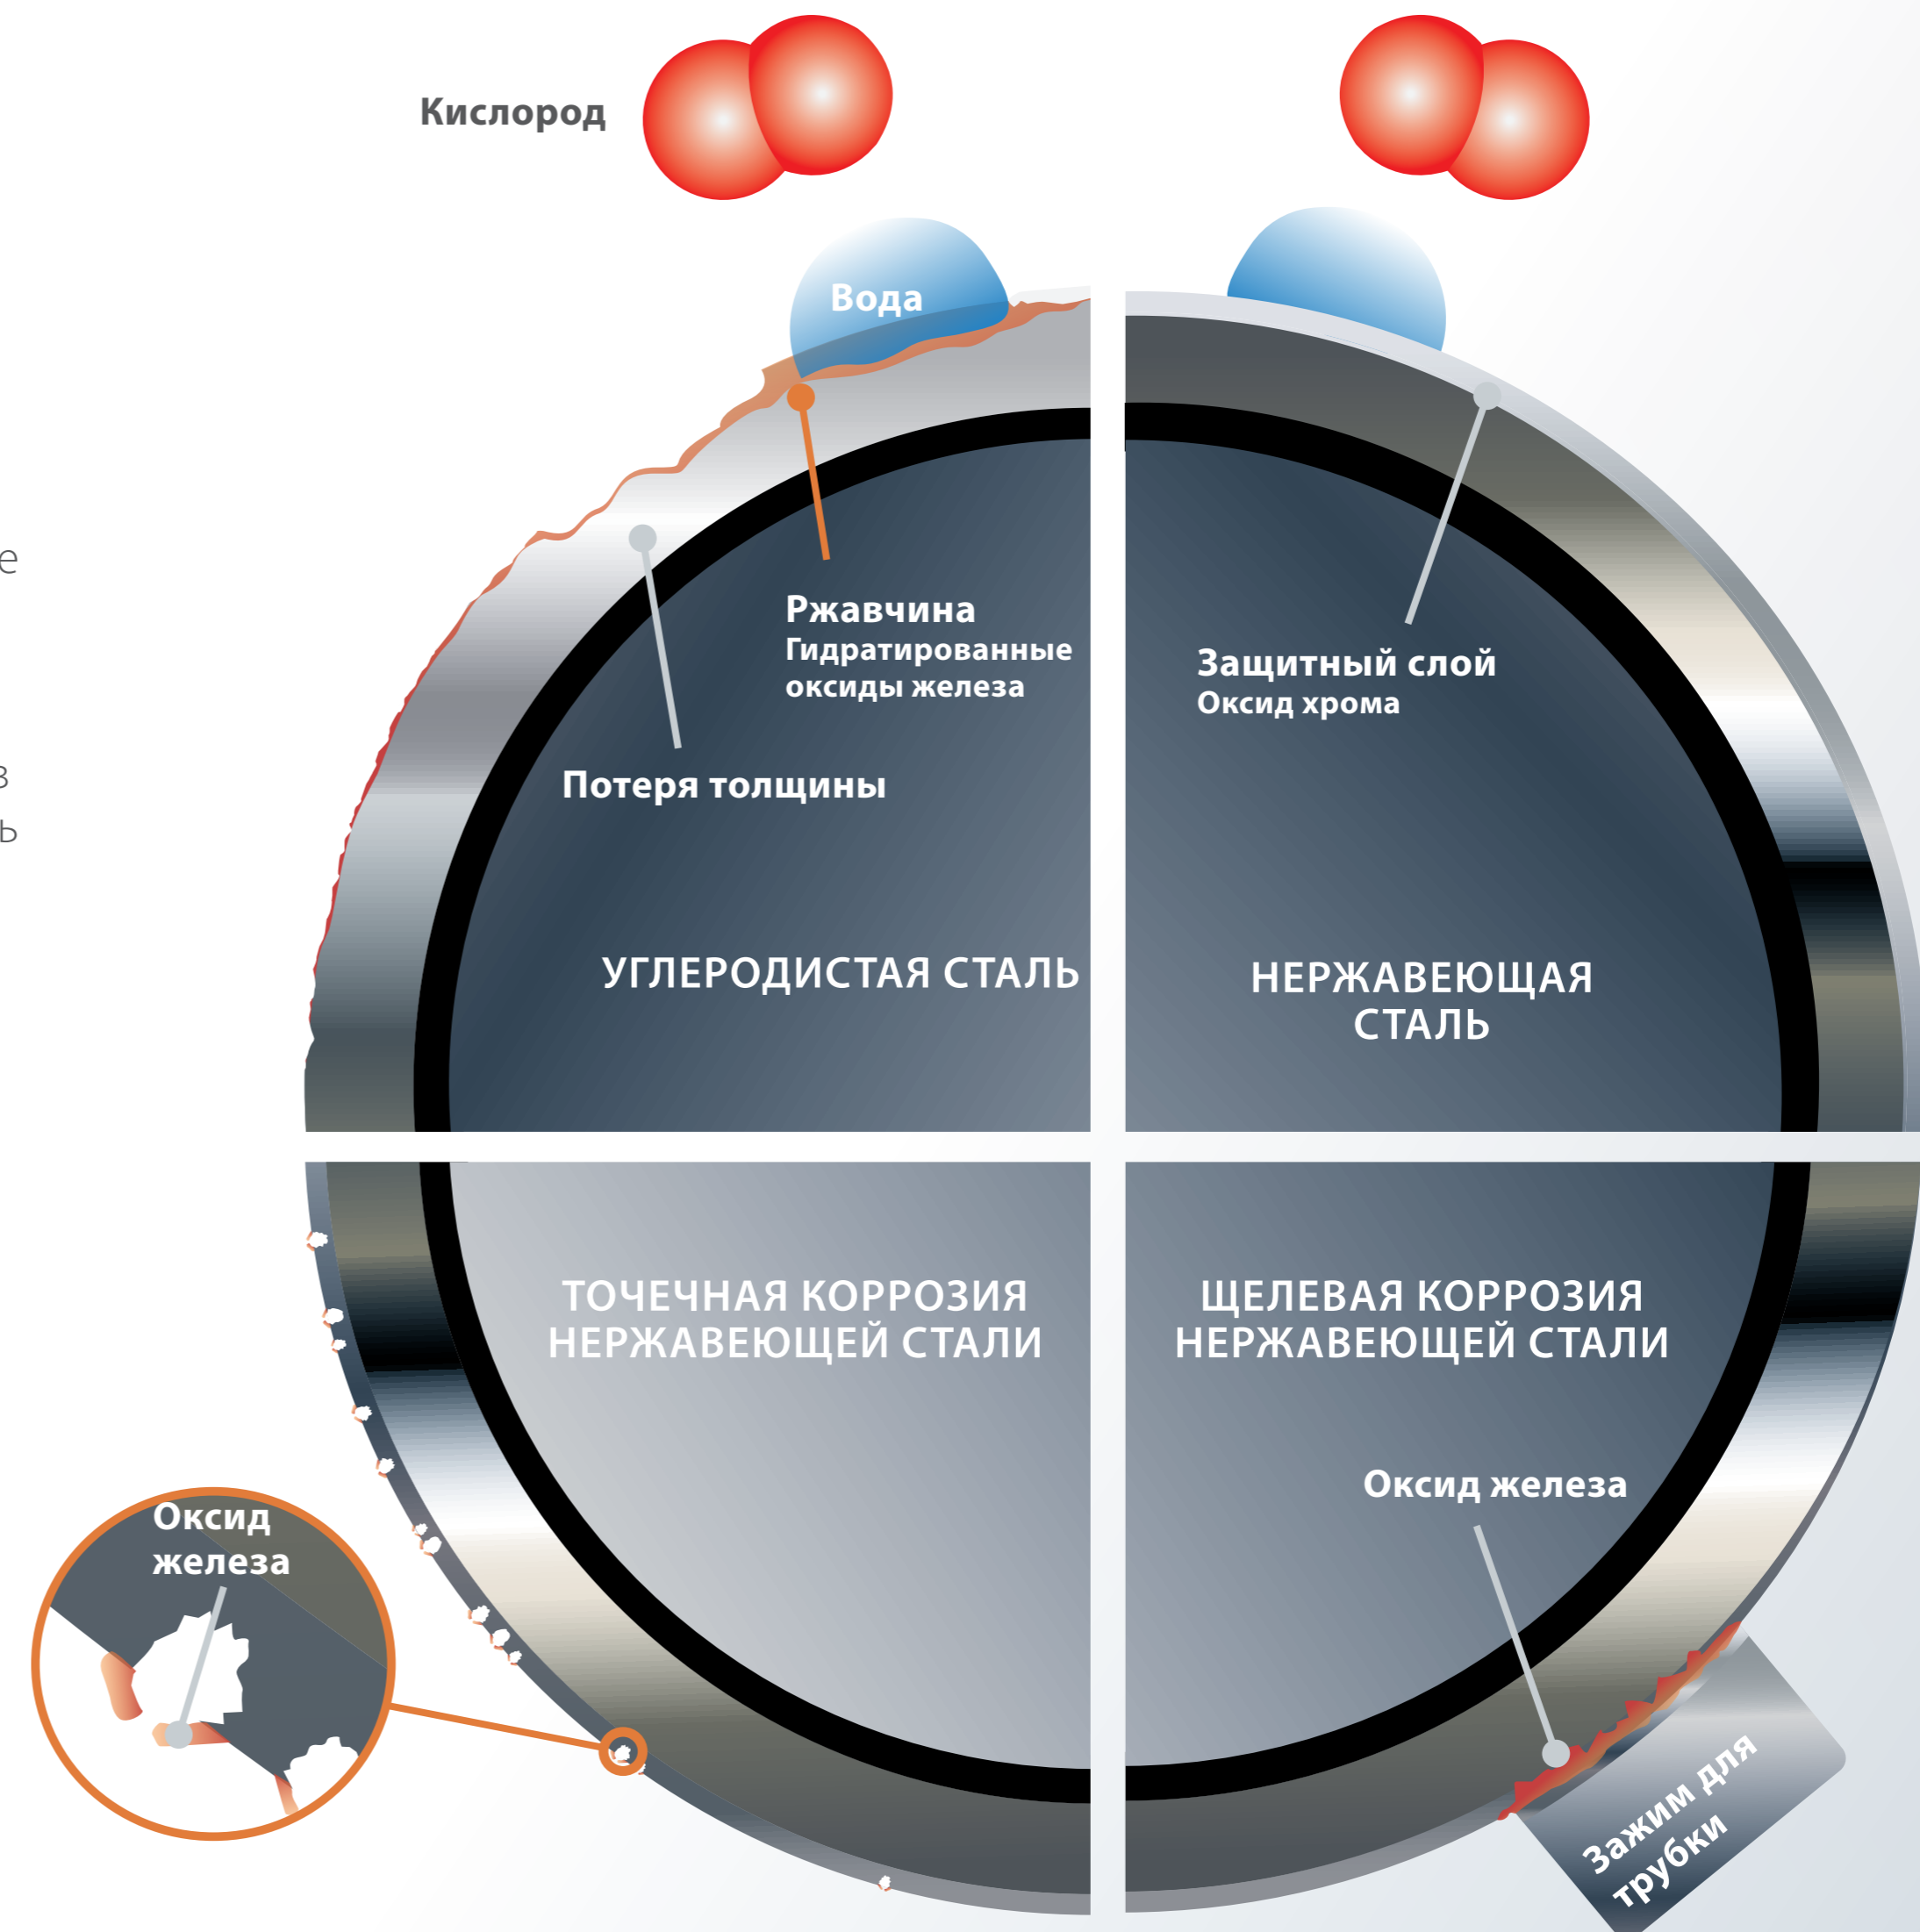 Кислород
Вода
е
Ржавчина
Гидратированные
оксиды железа
Защитный слой
Оксид хрома
Потеря толщины
в
ь
УГЛЕРОДИСТАЯ СТАЛЬ
НЕРЖАВЕЮЩАЯ
СТАЛЬ
ТОЧЕЧНАЯ КОРРОЗИЯ
НЕРЖАВЕЮЩЕЙ СТАЛИ
ЩЕЛЕВАЯ КОРРОЗИЯ
НЕРЖАВЕЮЩЕЙ СТАЛИ
Оксид железа
Оксид
железа
Зажим для
трубки